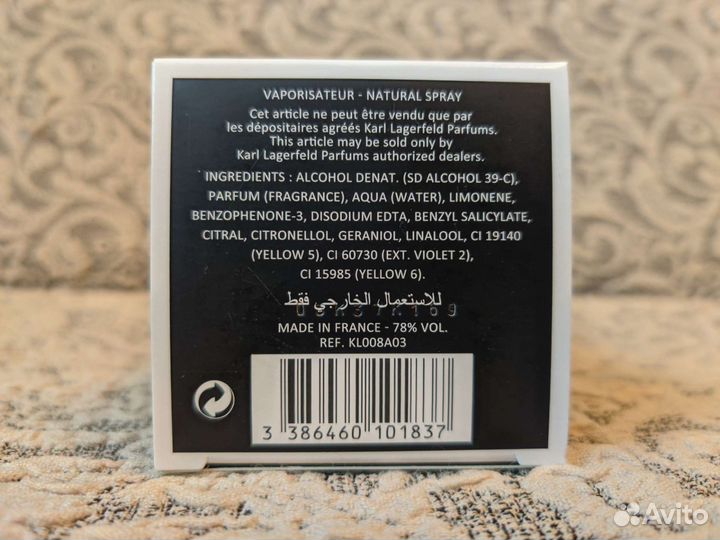 VAPORISATEUR - NATURAL SPRAY
Cet article ne peut être vendu que par
les dépositaires agréés Karl Lagerfeld Parfums.
This article may be sold only by
Karl Lagerfeld Parfums authorized dealers.
INGREDIENTS : ALCOHOL DENAT. (SD ALCOHOL 39-C),
PARFUM (FRAGRANCE), AQUA (WATER), LIMONENE,
BENZOPHENONE-3, DISODIUM EDTA, BENZYL SALICYLATE,
CITRAL, CITRONELLOL, GERANIOL, LINALOOL, CI 19140
(YELLOW 5), CI 60730 (EXT. VIOLET 2),
CI 15985 (YELLOW 6).
للاستعمال الخارجي فقط
MADE IN FRANCE - 78% VOL.
REF. KL008A03
3 386460 101837
Avito